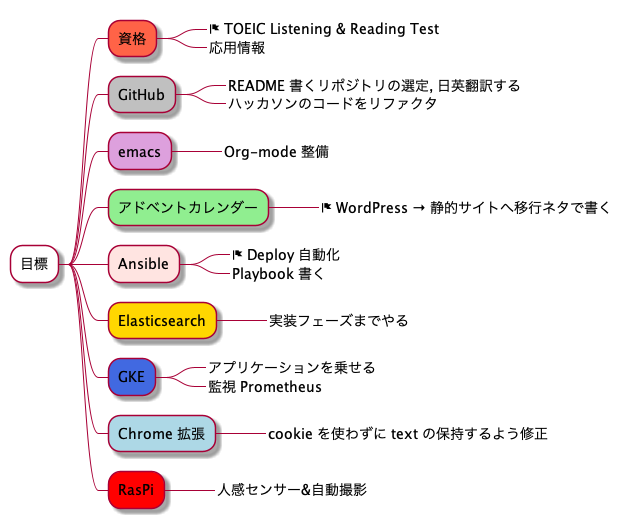 目標
資格
TOEIC Listening & Reading Test
応用情報
GitHub
README 書くリポジトリの選定, 日英翻訳する
ハッカソンのコードをリファクタ
emacs
Org-mode 整備
アドベントカレンダー
WordPress → 静的サイトへ移行ネタで書く
Ansible
Deploy 自動化
Playbook 書く
Elasticsearch
実装フェーズまでやる
GKE
アプリケーションを乗せる
監視 Prometheus
Chrome 拡張
cookie を使わずに text の保持するよう修正
RasPi
人感センサー&自動撮影